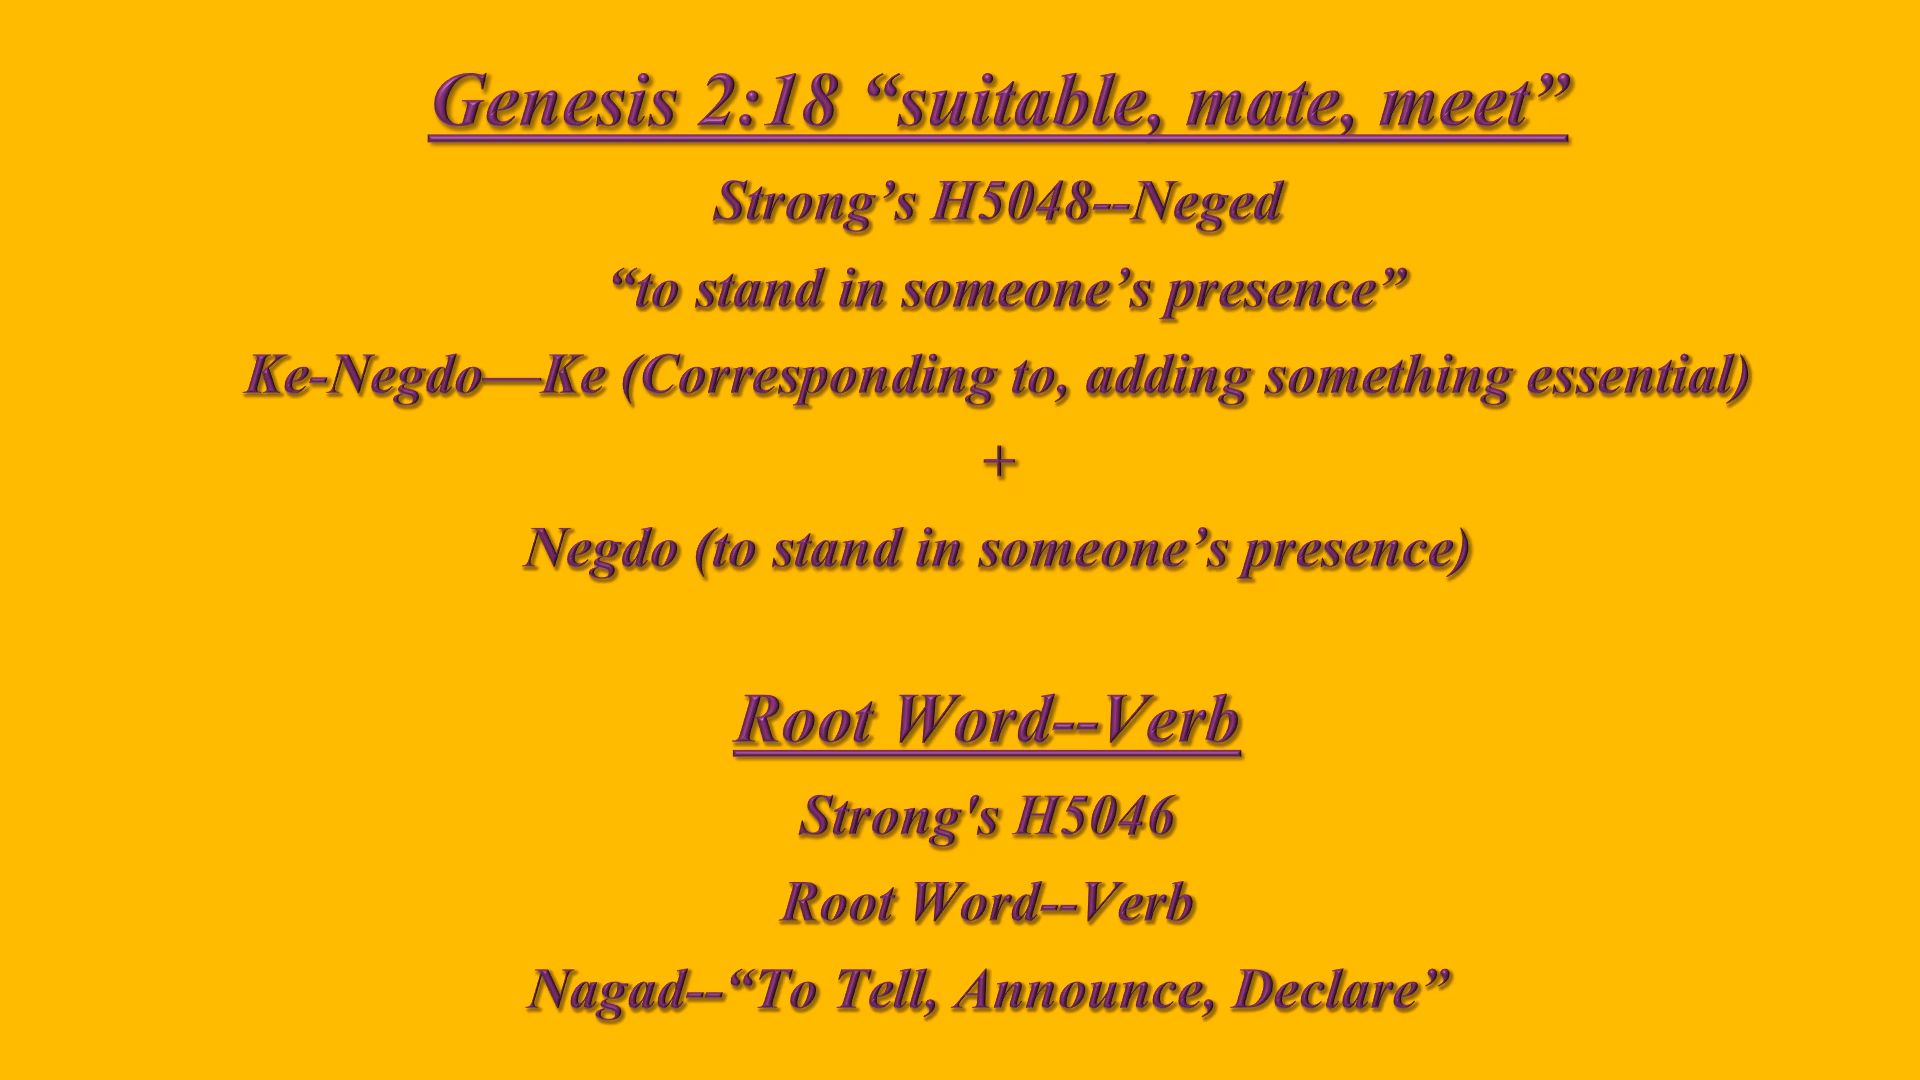 Genesis 2:18 “suitable, mate, meet”
Strong’s H5048--Neged
“to stand in someone’s presence”
Ke-Negdo—Ke (Corresponding to, adding something essential)
+
Negdo (to stand in someone’s presence)
Root Word--Verb
Strong's H5046
Root Word--Verb
Nagad--“To Tell, Announce, Declare”